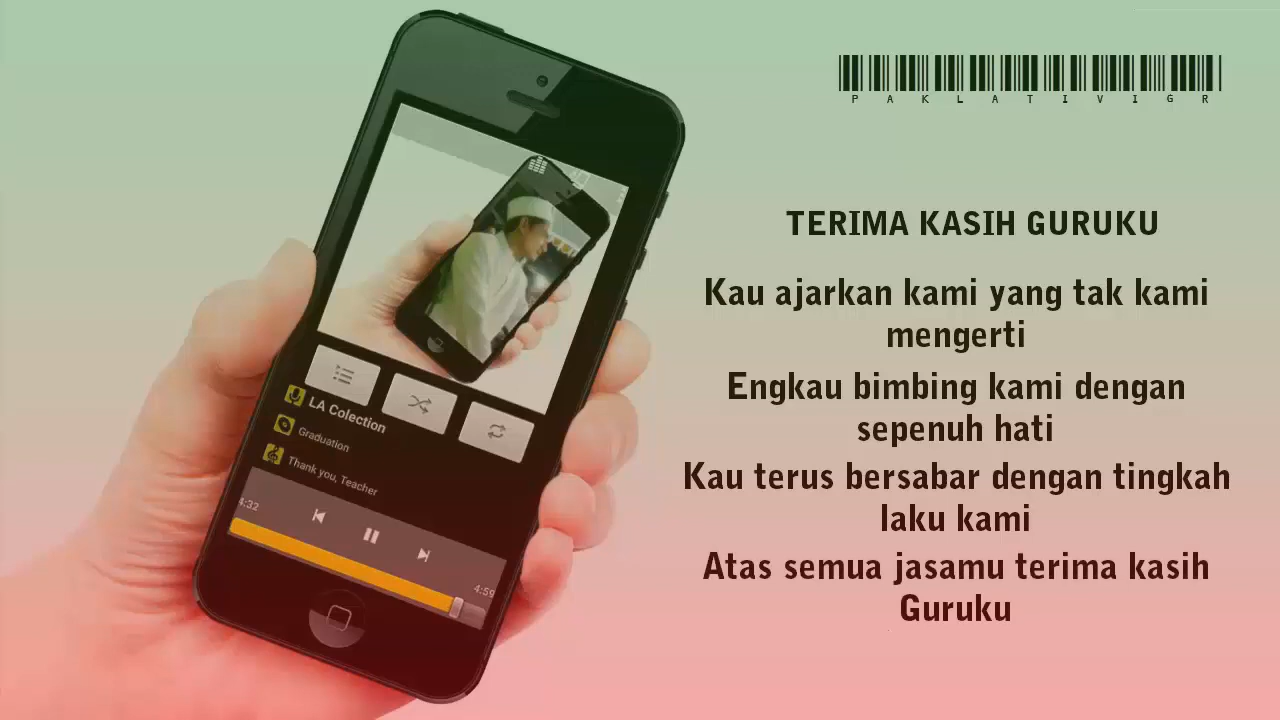 PAKLATIVIGR
TERIMA KASIH GURUKU
Kau ajarkan kami yang tak kami
mengerti
Engkau bimbing kami dengan
sepenuh hati
Kau terus bersabar dengan tingkah
laku kami
Atas semua jasamu terima kasih
Guruku
LA Colection
Graduation
Thank you, Teacher
4:32
4:59